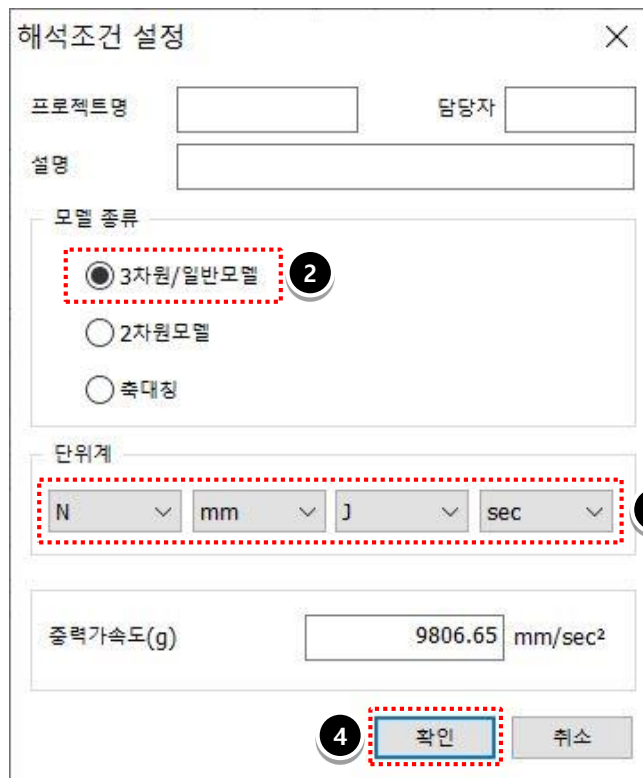 해석조건 설정
프로젝트명 담당자
설명
모델 종류
3차원/일반모델 2
2차원모델
축대칭
단위계
N mm J sec
중력가속도(g) 9806.65 mm/sec²
4 확인 취소